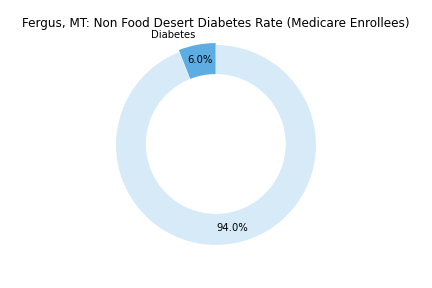 Fergus, MT: Non Food Desert Diabetes Rate (Medicare Enrollees)
Diabetes
6.0%
94.0%